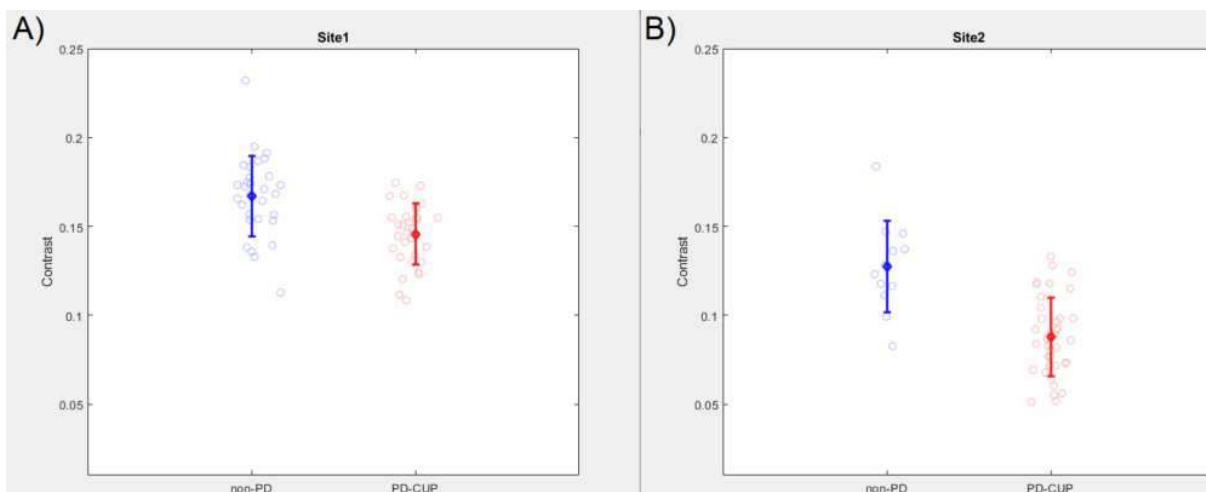 A)
Site1
0.25
0.2
0.15
0.1
0.05
Contrast
non-PD PD-CUP
B)
Site2
0.25
0.2
0.15
0.1
0.05
Contrast
non-PD PD-CUP